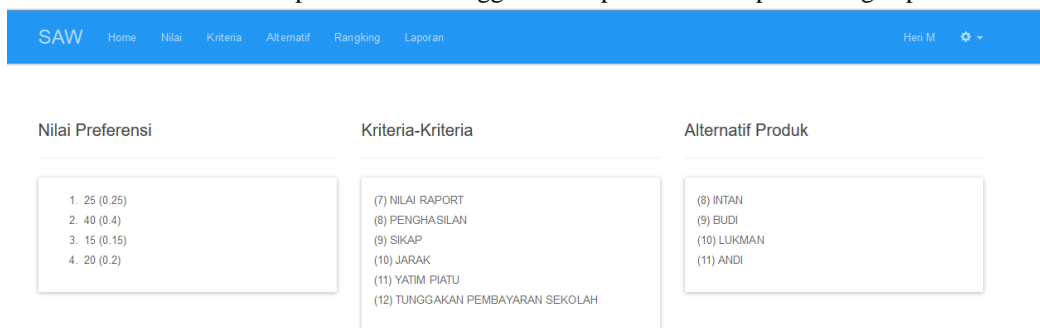 SAW Home Nilai Kriteria Alternatif Rangking Laporan Heri M
Nilai Preferensi
1. 25 (0.25)
2. 40 (0.4)
3. 15 (0.15)
4. 20 (0.2)
Kriteria-Kriteria
(7) NILAI RAPORT
(8) PENGHASILAN
(9) SIKAP
(10) JARAK
(11) YATIM PIATU
(12) TUNGGAKAN PEMBAYARAN SEKOLAH
Alternatif Produk
(8) INTAN
(9) BUDI
(10) LUKMAN
(11) ANDI